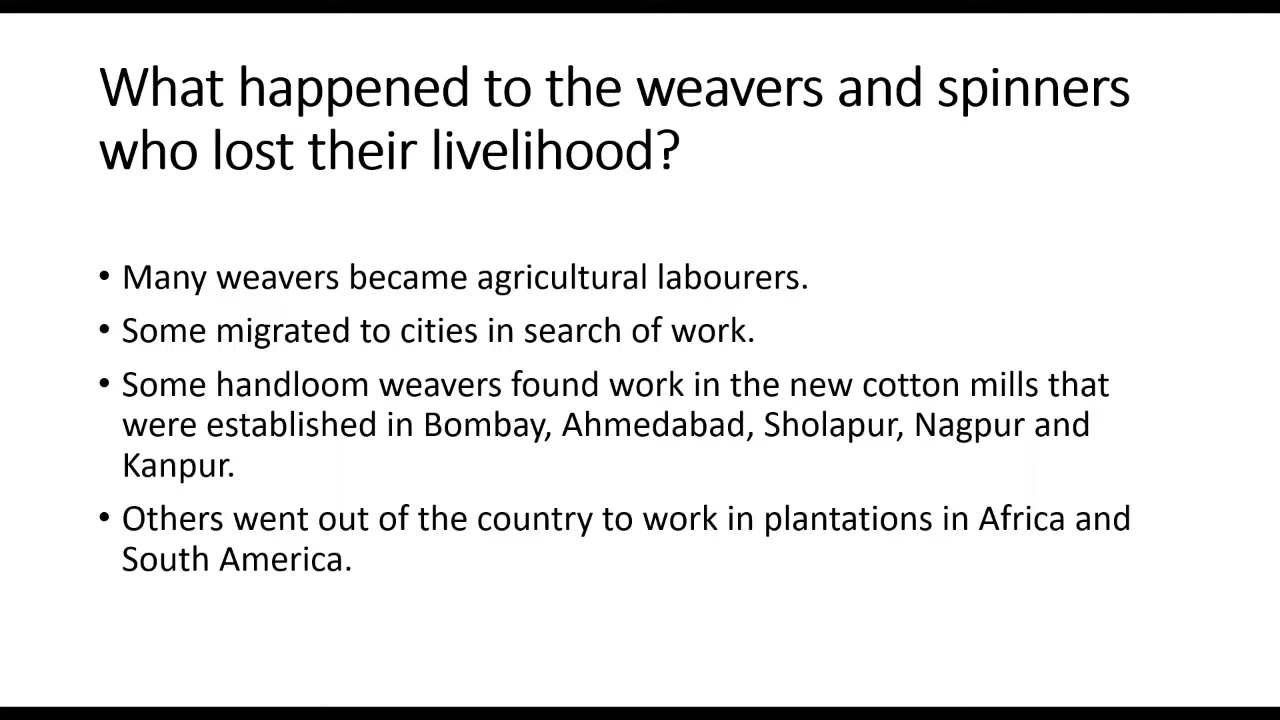 What happened to the weavers and spinners
who lost their livelihood?
• Many weavers became agricultural labourers.
• Some migrated to cities in search of work.
• Some handloom weavers found work in the new cotton mills that
were established in Bombay, Ahmedabad, Sholapur, Nagpur and
Kanpur.
• Others went out of the country to work in plantations in Africa and
South America.